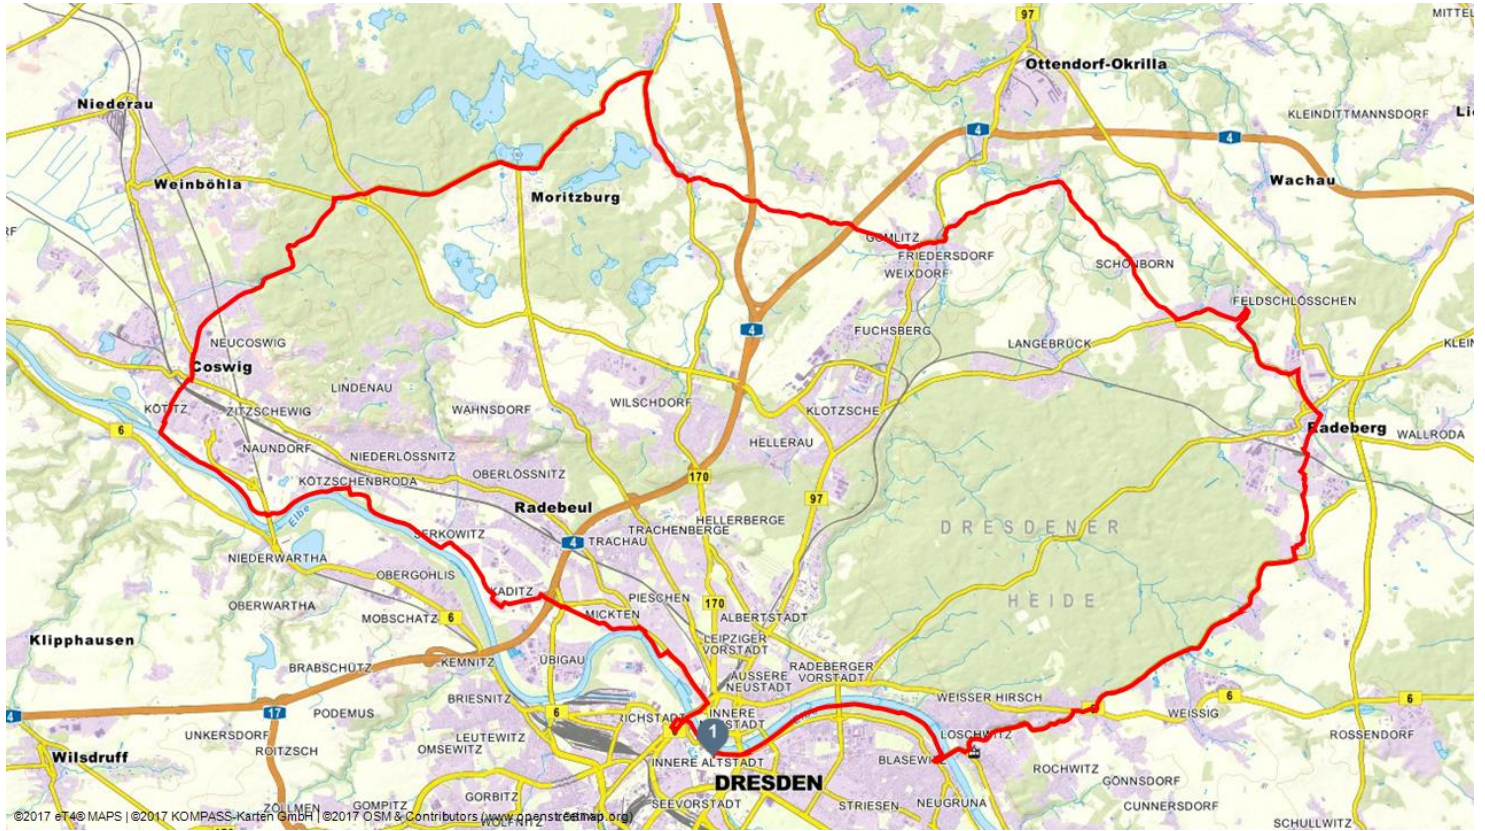 97
MITTEL
Ottendorf-Okrilla
Niederau
KLEINDITTMANNSDORF
4
4
Weinböhla
Wachau
Moritzburg
GOMLITZ
FRIEDERSDORF
WEIXDORF
SCHÖNBORN
FELDSCHLÖSSCHEN
4
FUCHSBERG
NEUCOSWIG
LANGEBRÜCK
KLEIN
Coswig
LINDENAU
WILSCHDORF
KÖTITZ
ZITZSCHEWIG
WAHNSDORF
KLOTZSCHE
6
Radeberg
WALLRODA
HELLERAU
NAUNDORF
NIEDERLÖSSNITZ
OBERLÖSSNITZ
170
KÖTZSCHENBRODA
97
Radebeul
Elbe
HELLERBERGE
DRESDENER
SERKOWITZ
TRACHENBERGE
4
TRACHAU
NIEDERWARTHA
OBERGOHLIS
KADITZ
PIESCHEN
170
HEIDE
OBERWARTHA
MOBSCHATZ
6
MICKTEN
ALBERTSTADT
Klipphausen
LEIPZIGER
VORSTADT
BRABSCHÜTZ
KEMNITZ
ÜBIGAU
RADEBERGER
VORSTADT
ÄUSSERE
NEUSTADT
BRIESNITZ
WEISSER HIRSCH
6
6
4
17
PODEMUS
6
INNERE
WEISSIG
UNKERSDORF
LEUTEWITZ
1
LOSCHWITZ
ROSSENDORF
ROITZSCH
OMSEWITZ
Wilsdruff
INNERE ALTSTADT
BLASEWITZ
ROCHWITZ
DRESDEN
GÖNNSDORF
GORBITZ
SEEVORSTADT
STRIESEN
NEUGRUNA
CUNNERSDORF
ZÖLLMEN
GOMPITZ
©2017 eT4® MAPS | ©2017 KOMPASS-Karten GmbH | ©2017 OSM & Contributors (www.openstreetmap.org)
WÖLFNITZ
SCHULLWITZ